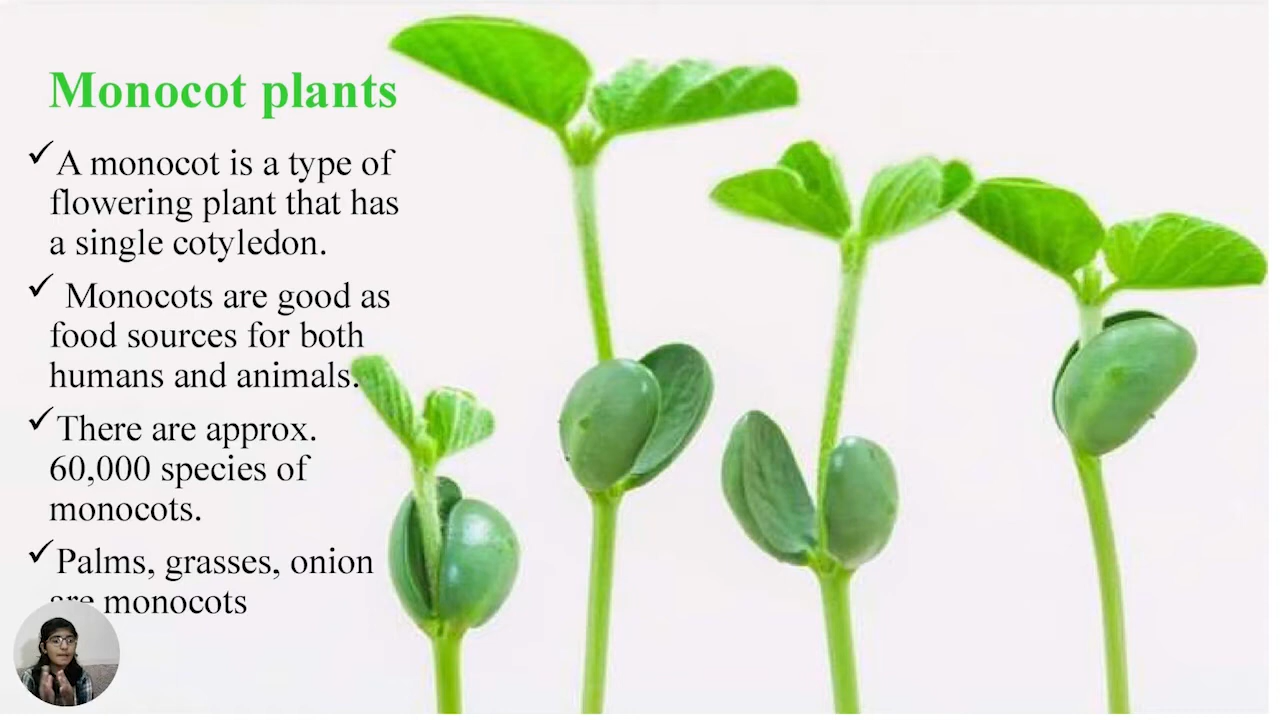 Monocot plants
✓A monocot is a type of
flowering plant that has
a single cotyledon.
✓ Monocots are good as
food sources for both
humans and animals.
✓There are approx.
60,000 species of
monocots.
✓Palms, grasses, onion
are monocots